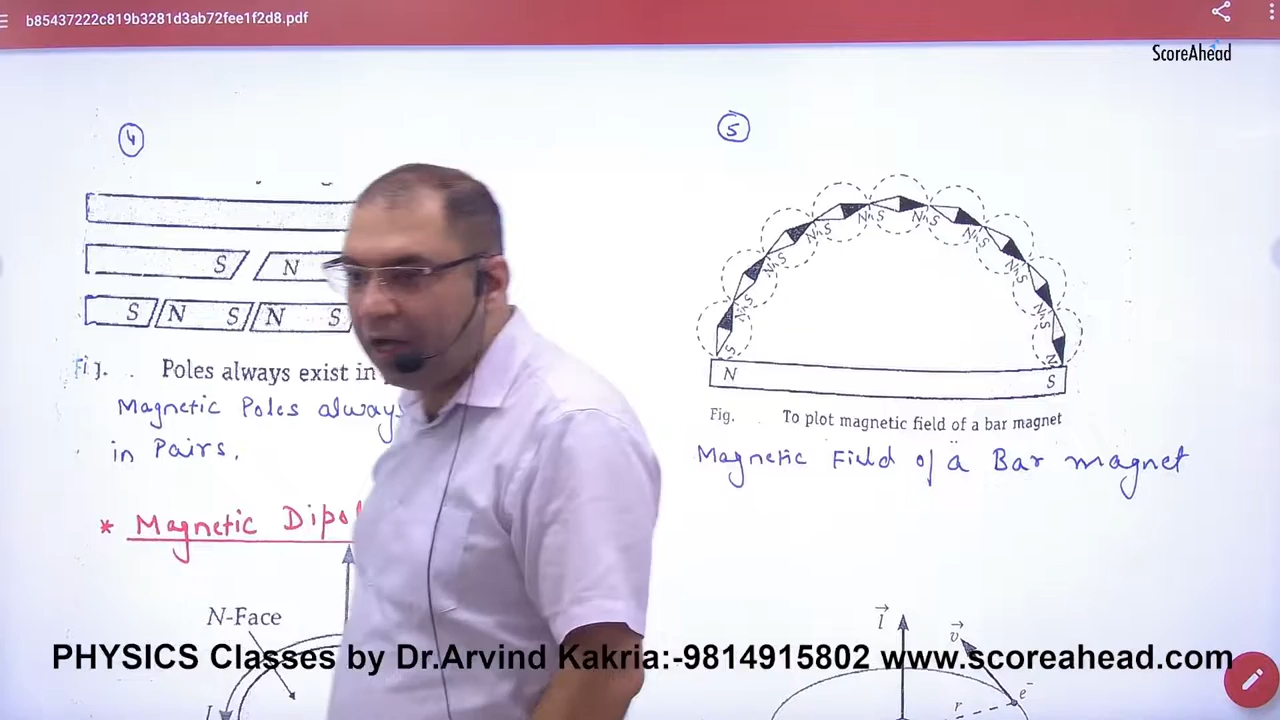 b85437222c819b3281d3ab72fee1f2d8.pdf
ScoreAhead
4
S N
S N S N S
Fig. Poles always exist in
Magnetic Poles always
in Pairs.
* Magnetic Dipol
N-Face
I
5
S N S N S N S N S N S N S N S N S N
N S
Fig. To plot magnetic field of a bar magnet
Magnetic Field of a Bar magnet
l v
e-
r
PHYSICS Classes by Dr.Arvind Kakria:-9814915802 www.scoreahead.com